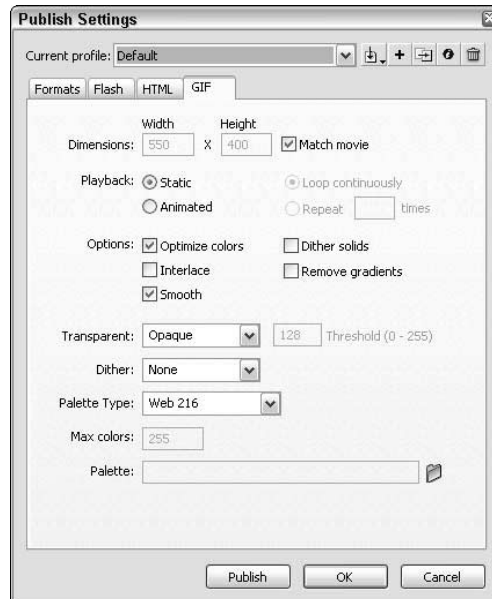 Publish Settings
Current profile: Default
Formats Flash HTML GIF
Width Height
Dimensions: 550 X 400 Match movie
Playback: Static Loop continuously
Animated Repeat times
Options: Optimize colors Dither solids
Interlace Remove gradients
Smooth
Transparent: Opaque 128 Threshold (0 - 255)
Dither: None
Palette Type: Web 216
Max colors: 255
Palette:
Publish OK Cancel